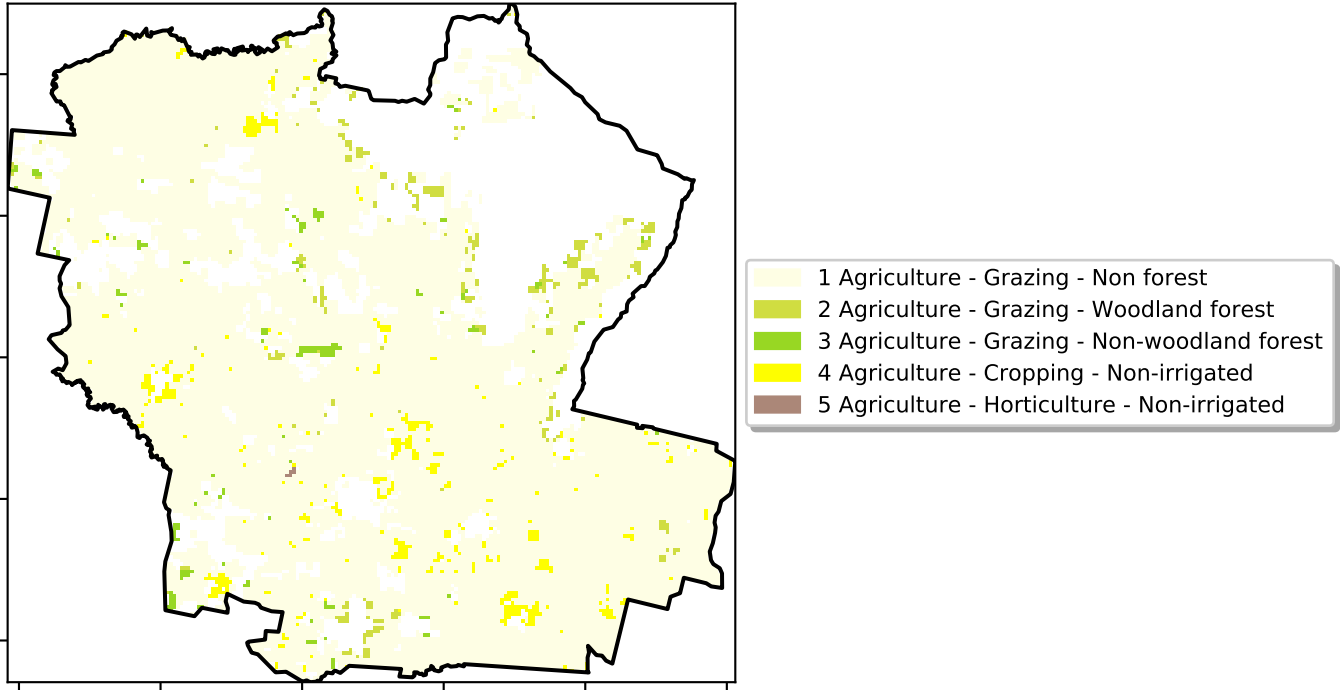 1 Agriculture - Grazing - Non forest
2 Agriculture - Grazing - Woodland forest
3 Agriculture - Grazing - Non-woodland forest
4 Agriculture - Cropping - Non-irrigated
5 Agriculture - Horticulture - Non-irrigated